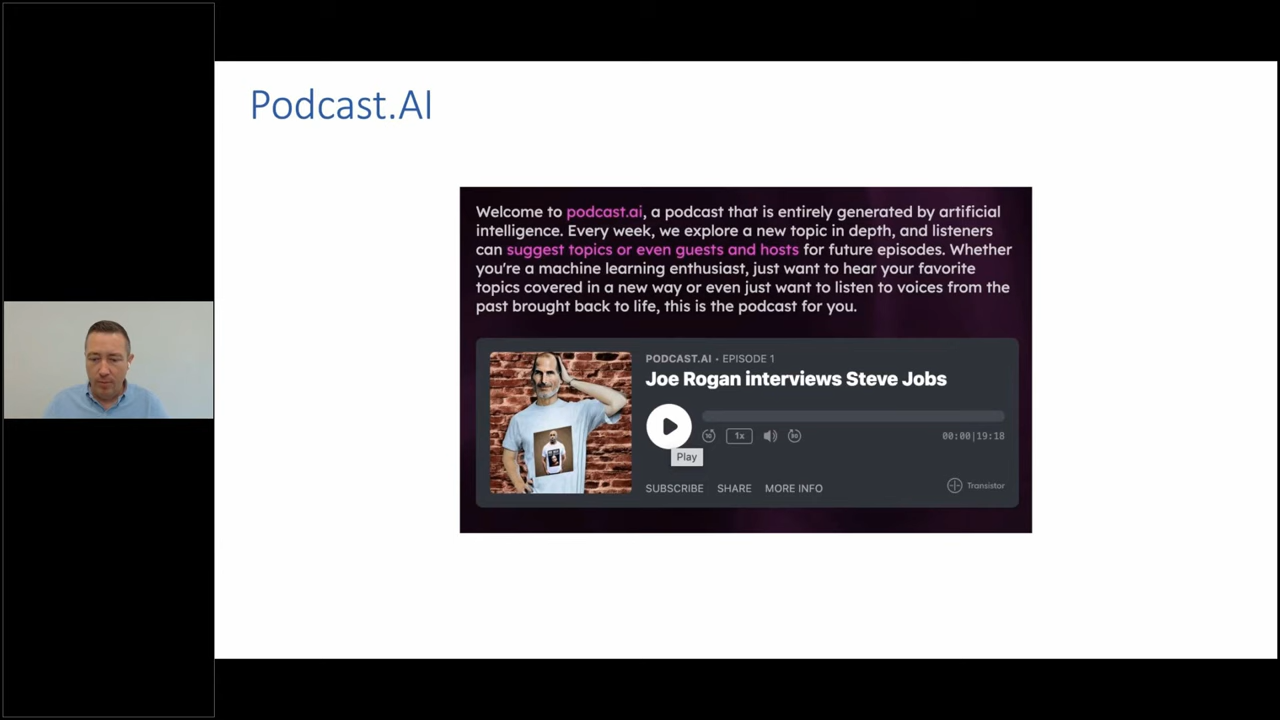 Podcast.AI
Welcome to podcast.ai, a podcast that is entirely generated by artificial
intelligence. Every week, we explore a new topic in depth, and listeners
can suggest topics or even guests and hosts for future episodes. Whether
you're a machine learning enthusiast, just want to hear your favorite
topics covered in a new way or even just want to listen to voices from the
past brought back to life, this is the podcast for you.
PODCAST.AI • EPISODE 1
Joe Rogan interviews Steve Jobs
1x
00:00|19:18
Play
SUBSCRIBE SHARE MORE INFO
Transistor